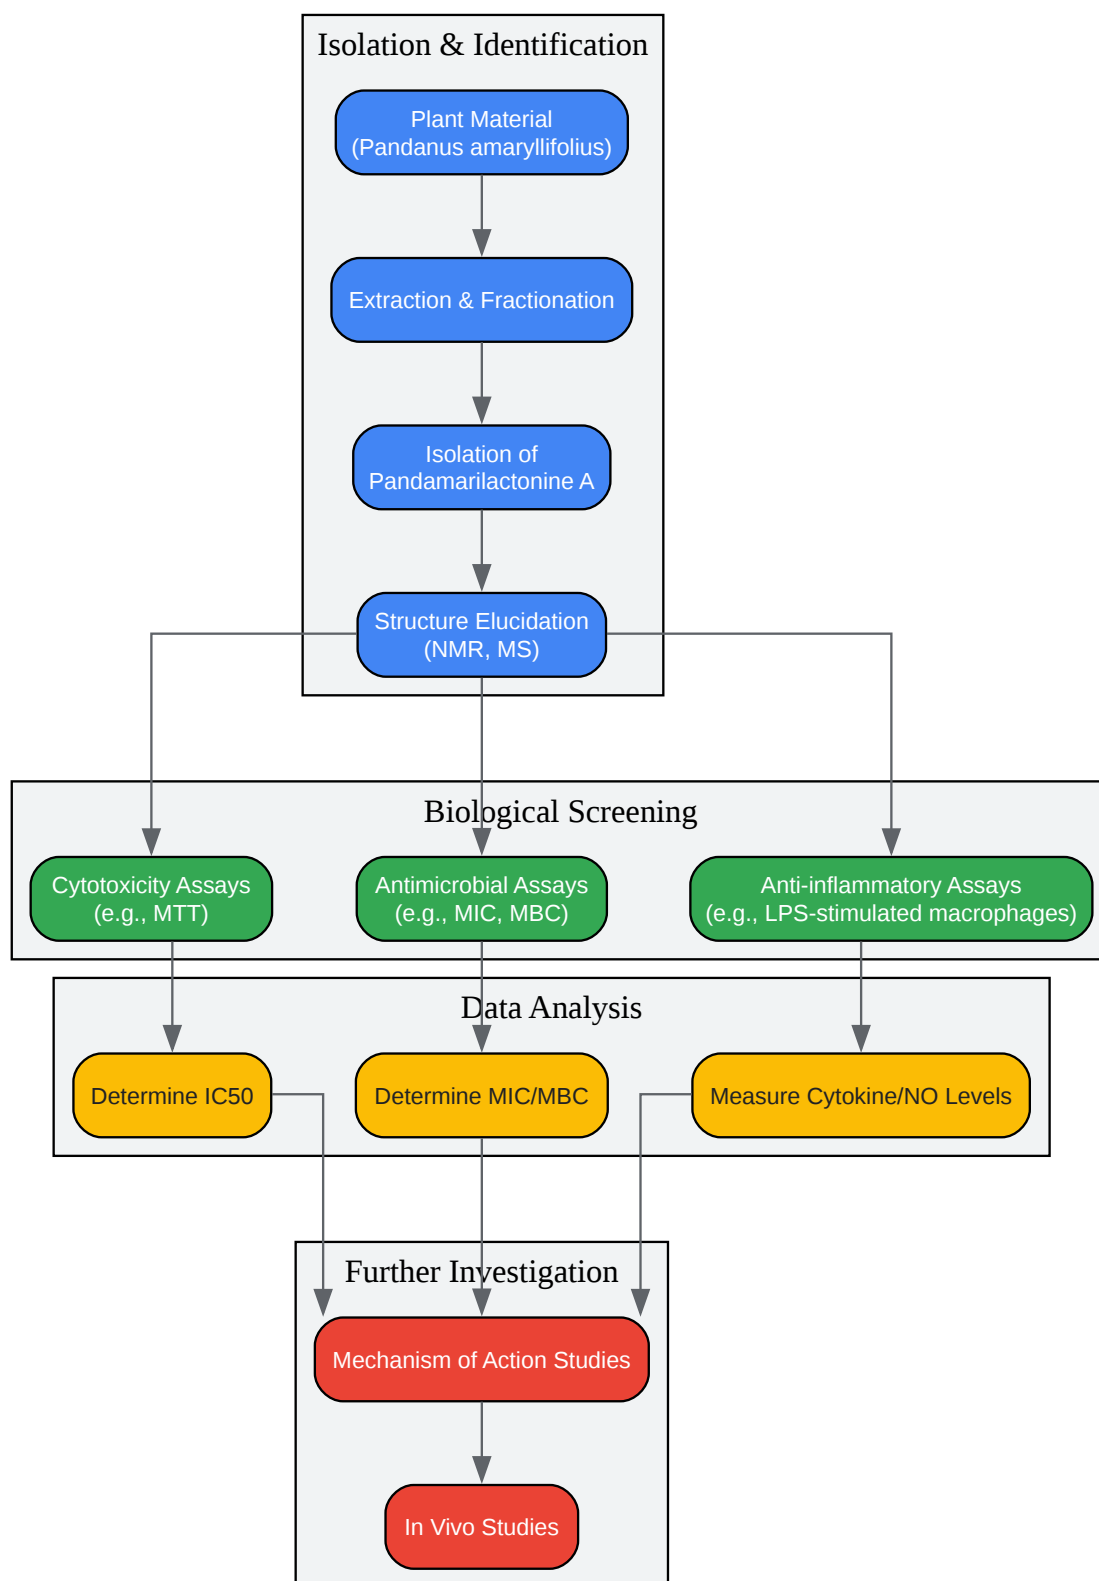 Isolation & Identification
Plant Material
(Pandanus amaryllifolius)
Extraction & Fractionation
Isolation of
Pandamarilactonine A
Structure Elucidation
(NMR, MS)
Biological Screening
Cytotoxicity Assays
(e.g., MTT)
Antimicrobial Assays
(e.g., MIC, MBC)
Anti-inflammatory Assays
(e.g., LPS-stimulated macrophages)
Data Analysis
Determine IC50
Determine MIC/MBC
Measure Cytokine/NO Levels
Further Investigation
Mechanism of Action Studies
In Vivo Studies